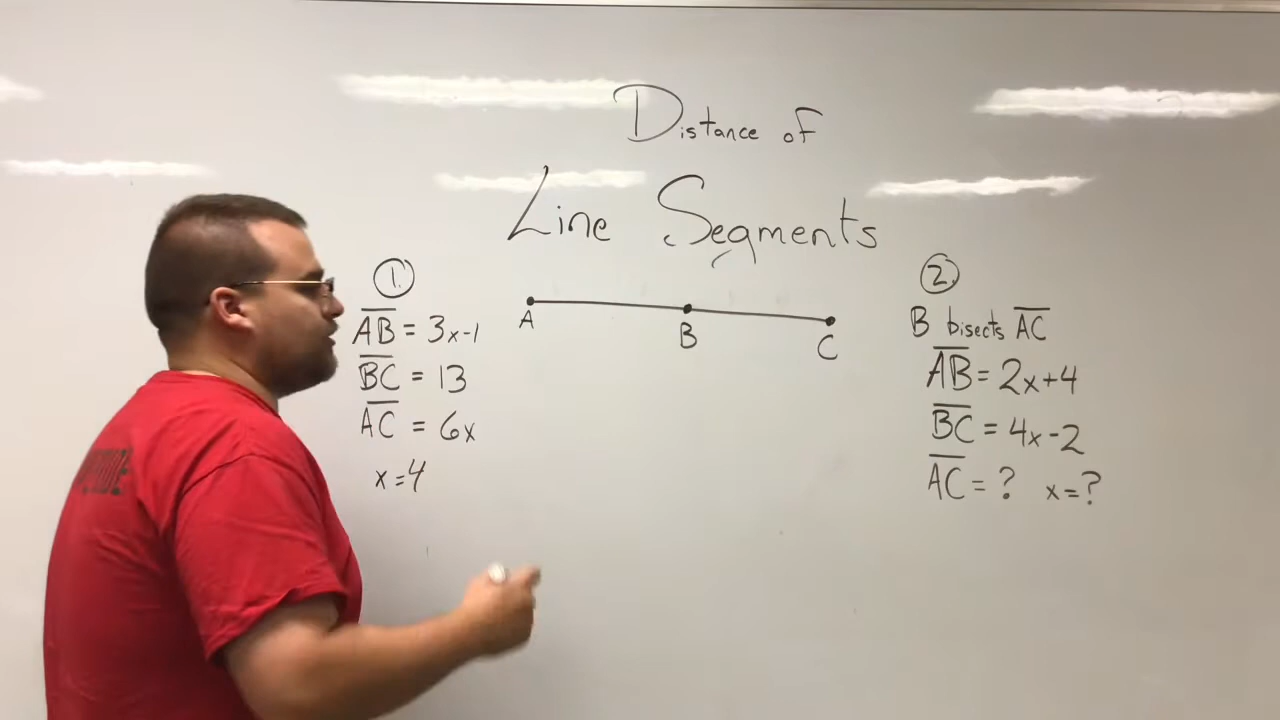 Distance of
Line Segments
1.
AB = 3x-1
BC = 13
AC = 6x
x=4
A
B
C
2.
B bisects AC
AB = 2x+4
BC = 4x-2
AC = ? x=?